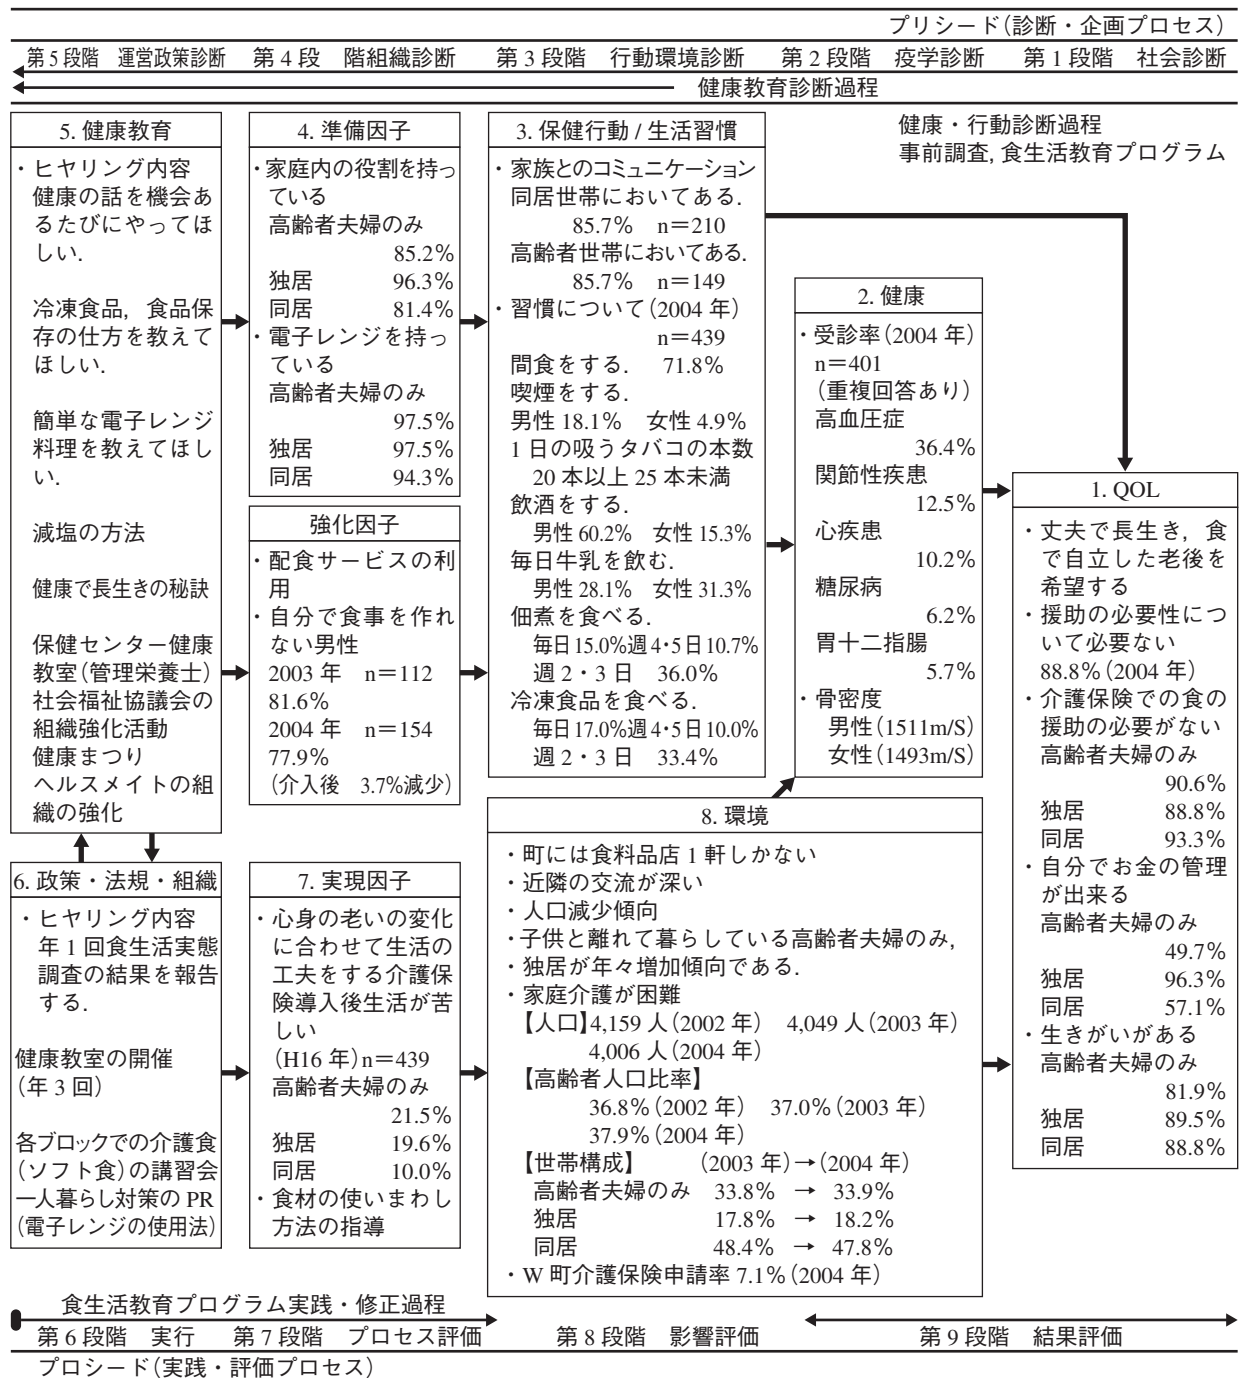 プリシード(診断・企画プロセス)
第5段階 運営政策診断 第4段 階組織診断 第3段階 行動環境診断 第2段階 疫学診断 第1段階 社会診断
健康教育診断過程
健康・行動診断過程
事前調査, 食生活教育プログラム
5. 健康教育
・ヒヤリング内容
健康の話を機会あ
るたびにやってほ
しい.
冷凍食品, 食品保
存の仕方を教えて
ほしい.
簡単な電子レンジ
料理を教えてほし
い.
減塩の方法
健康で長生きの秘訣
保健センター健康
教室(管理栄養士)
社会福祉協議会の
組織強化活動
健康まつり
ヘルスメイトの組
織の強化
4. 準備因子
・家庭内の役割を持っ
ている
高齢者夫婦のみ
85.2%
独居 96.3%
同居 81.4%
・電子レンジを持っ
ている
高齢者夫婦のみ
97.5%
独居 97.5%
同居 94.3%
強化因子
・配食サービスの利
用
・自分で食事を作れ
ない男性
2003年 n=112
81.6%
2004年 n=154
77.9%
(介入後 3.7%減少)
3. 保健行動 / 生活習慣
・家族とのコミュニケーション
同居世帯においてある.
85.7% n=210
高齢者世帯においてある.
85.7% n=149
・習慣について(2004年)
n=439
間食をする. 71.8%
喫煙をする.
男性18.1% 女性4.9%
1日の吸うタバコの本数
20本以上25本未満
飲酒をする.
男性60.2% 女性15.3%
毎日牛乳を飲む.
男性28.1% 女性31.3%
佃煮を食べる.
毎日15.0%週4・5日10.7%
週2・3日 36.0%
冷凍食品を食べる.
毎日17.0%週4・5日10.0%
週2・3日 33.4%
2. 健康
・受診率(2004年)
n=401
(重複回答あり)
高血圧症
36.4%
関節性疾患
12.5%
心疾患
10.2%
糖尿病
6.2%
胃十二指腸
5.7%
・骨密度
男性(1511m/S)
女性(1493m/S)
1. QOL
・丈夫で長生き, 食
で自立した老後を
希望する
・援助の必要性につ
いて必要ない
88.8%(2004年)
・介護保険での食の
援助の必要がない
高齢者夫婦のみ
90.6%
独居 88.8%
同居 93.3%
・自分でお金の管理
が出来る
高齢者夫婦のみ
49.7%
独居 96.3%
同居 57.1%
・生きがいがある
高齢者夫婦のみ
81.9%
独居 89.5%
同居 88.8%
6. 政策・法規・組織
・ヒヤリング内容
年1回食生活実態
調査の結果を報告
する.
健康教室の開催
(年3回)
各ブロックでの介護食
(ソフト食)の講習会
一人暮らし対策のPR
(電子レンジの使用法)
7. 実現因子
・心身の老いの変化
に合わせて生活の
工夫をする介護保
険導入後生活が苦
しい
(H16年)n=439
高齢者夫婦のみ
21.5%
独居 19.6%
同居 10.0%
・食材の使いまわし
方法の指導
8. 環境
・町には食料品店1軒しかない
・近隣の交流が深い
・人口減少傾向
・子供と離れて暮らしている高齢者夫婦のみ,
・独居が年々増加傾向である.
・家庭介護が困難
【人口】4,159人(2002年) 4,049人(2003年)
4,006人(2004年)
【高齢者人口比率】
36.8%(2002年) 37.0%(2003年)
37.9%(2004年)
【世帯構成】 (2003年)→(2004年)
高齢者夫婦のみ 33.8% → 33.9%
独居 17.8% → 18.2%
同居 48.4% → 47.8%
・W町介護保険申請率7.1%(2004年)
食生活教育プログラム実践・修正過程
第6段階 実行 第7段階 プロセス評価 第8段階 影響評価 第9段階 結果評価
プロシード(実践・評価プロセス)